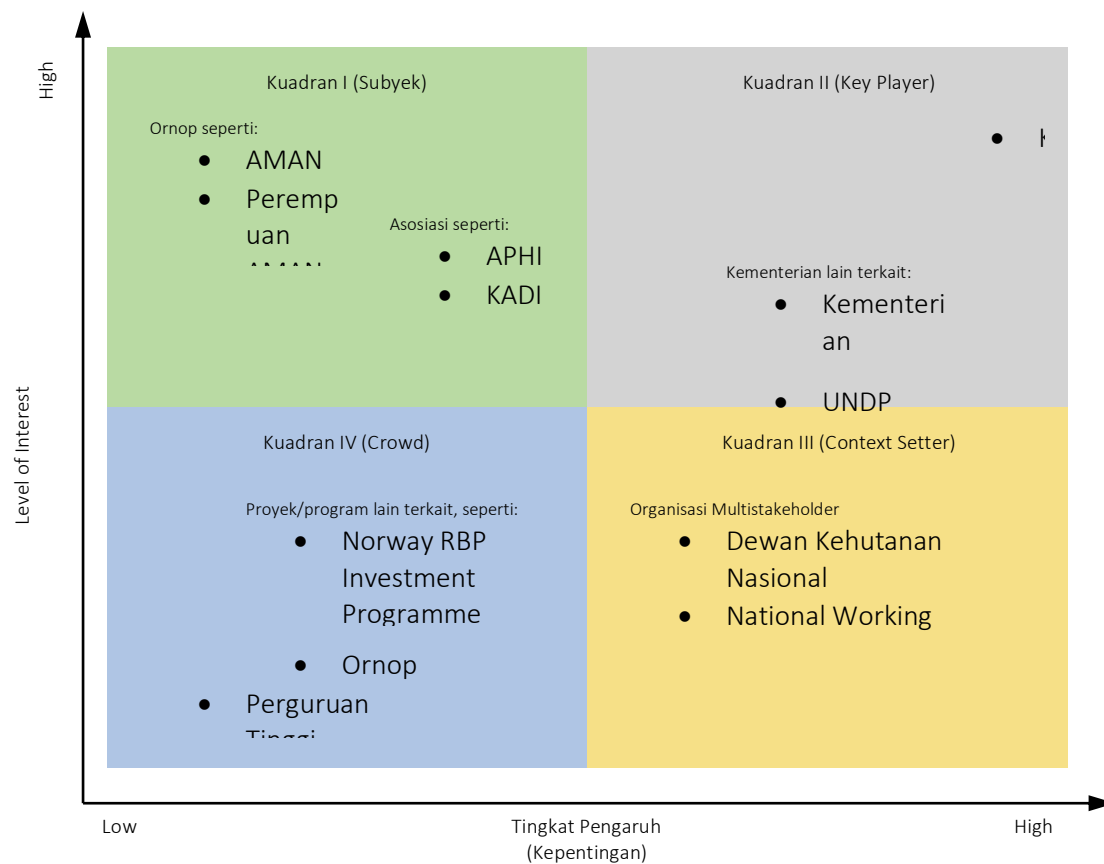 High
Level of Interest
Kuadran I (Subyek)
Ornop seperti:
● AMAN
● Peremp
uan
AMAN
Asosiasi seperti:
● APHI
● KADI
Kuadran II (Key Player)
●
Kementerian lain terkait:
● Kementeri
an
● UNDP
Kuadran IV (Crowd)
Proyek/program lain terkait, seperti:
● Norway RBP
Investment
Programme
● Ornop
● Perguruan
Tinggi
Kuadran III (Context Setter)
Organisasi Multistakeholder
● Dewan Kehutanan
Nasional
● National Working
Low
Tingkat Pengaruh
(Kepentingan)
High